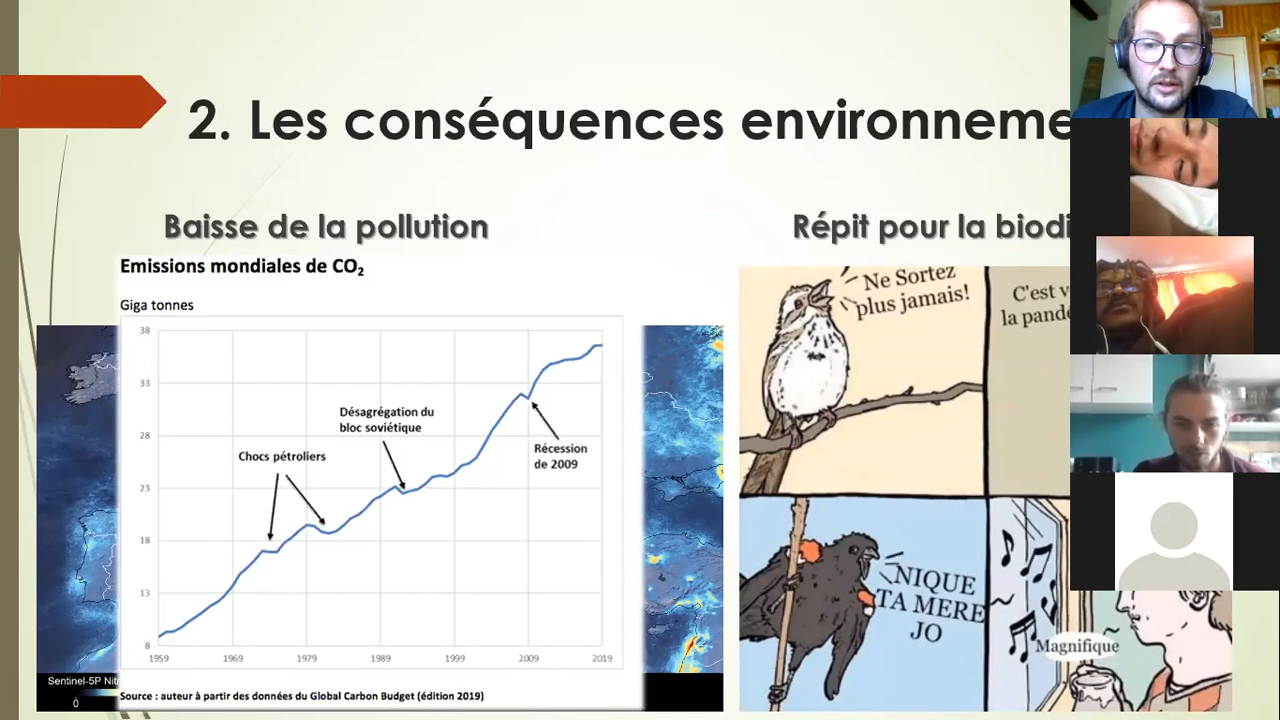 2. Les conséquences environneme
Baisse de la pollution
Répit pour la biodi
Emissions mondiales de CO₂
Giga tonnes
38
33
28
23
18
13
8
1959
1969
1979
1989
1999
2009
2019
Chocs pétroliers
Désagrégation du
bloc soviétique
Récession
de 2009
Sentinel-5P Nit
0
Source : auteur à partir des données du Global Carbon Budget (édition 2019)
Ne Sortez
plus jamais!
C'est v
la pand
NIQUE
TA MERE
JO
Magnifique